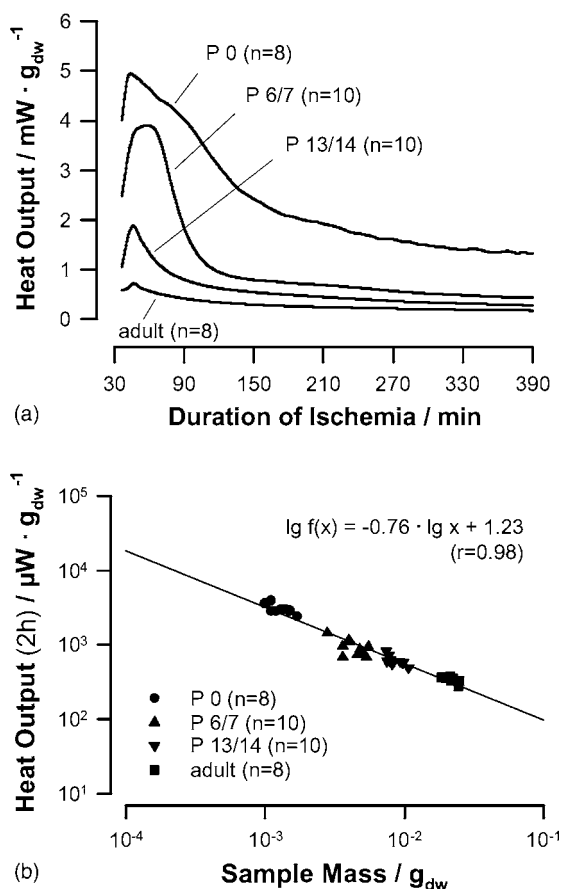 6
5
4
3
2
1
0
Heat Output / mW · g_dw^-1
P 0 (n=8)
P 6/7 (n=10)
P 13/14 (n=10)
adult (n=8)
30 90 150 210 270 330 390
(a) Duration of Ischemia / min
Heat Output (2h) / µW · g_dw^-1
10^5
10^4
10^3
10^2
10^1
lg f(x) = -0.76 · lg x + 1.23
(r=0.98)
P 0 (n=8)
P 6/7 (n=10)
P 13/14 (n=10)
adult (n=8)
10^-4 10^-3 10^-2 10^-1
(b) Sample Mass / g_dw